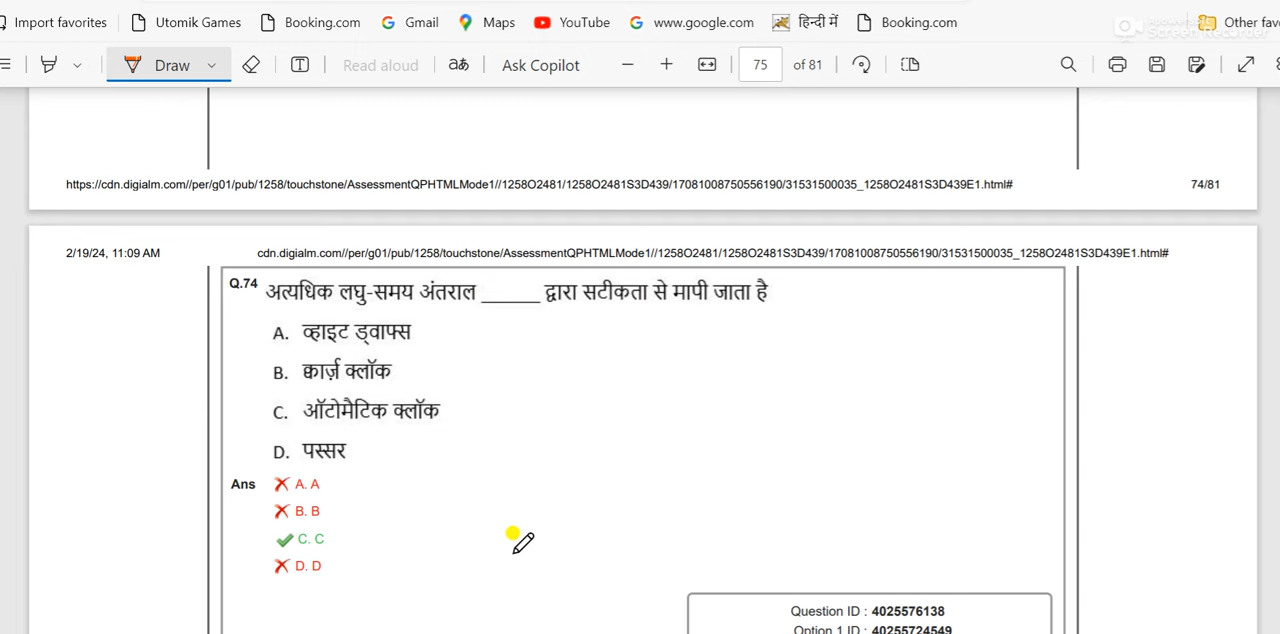 Import favorites Utomik Games Booking.com Gmail Maps YouTube www.google.com हिन्दी में Booking.com Other fav
Draw Read aloud aあ Ask Copilot 75 of 81
https://cdn.digialm.com//per/g01/pub/1258/touchstone/AssessmentQPHTMLMode1//1258O2481/1258O2481S3D439/17081008750556190/31531500035_1258O2481S3D439E1.html# 74/81
2/19/24, 11:09 AM cdn.digialm.com//per/g01/pub/1258/touchstone/AssessmentQPHTMLMode1//1258O2481/1258O2481S3D439/17081008750556190/31531500035_1258O2481S3D439E1.html#
Q.74 अत्यधिक लघु-समय अंतराल ______ द्वारा सटीकता से मापी जाता है
A. व्हाइट ड्वाफ्स
B. क्वार्ज़ क्लॉक
C. ऑटोमैटिक क्लॉक
D. पस्सर
Ans A. A
B. B
C. C
D. D
Question ID : 4025576138
Option 1 ID : 40255724549